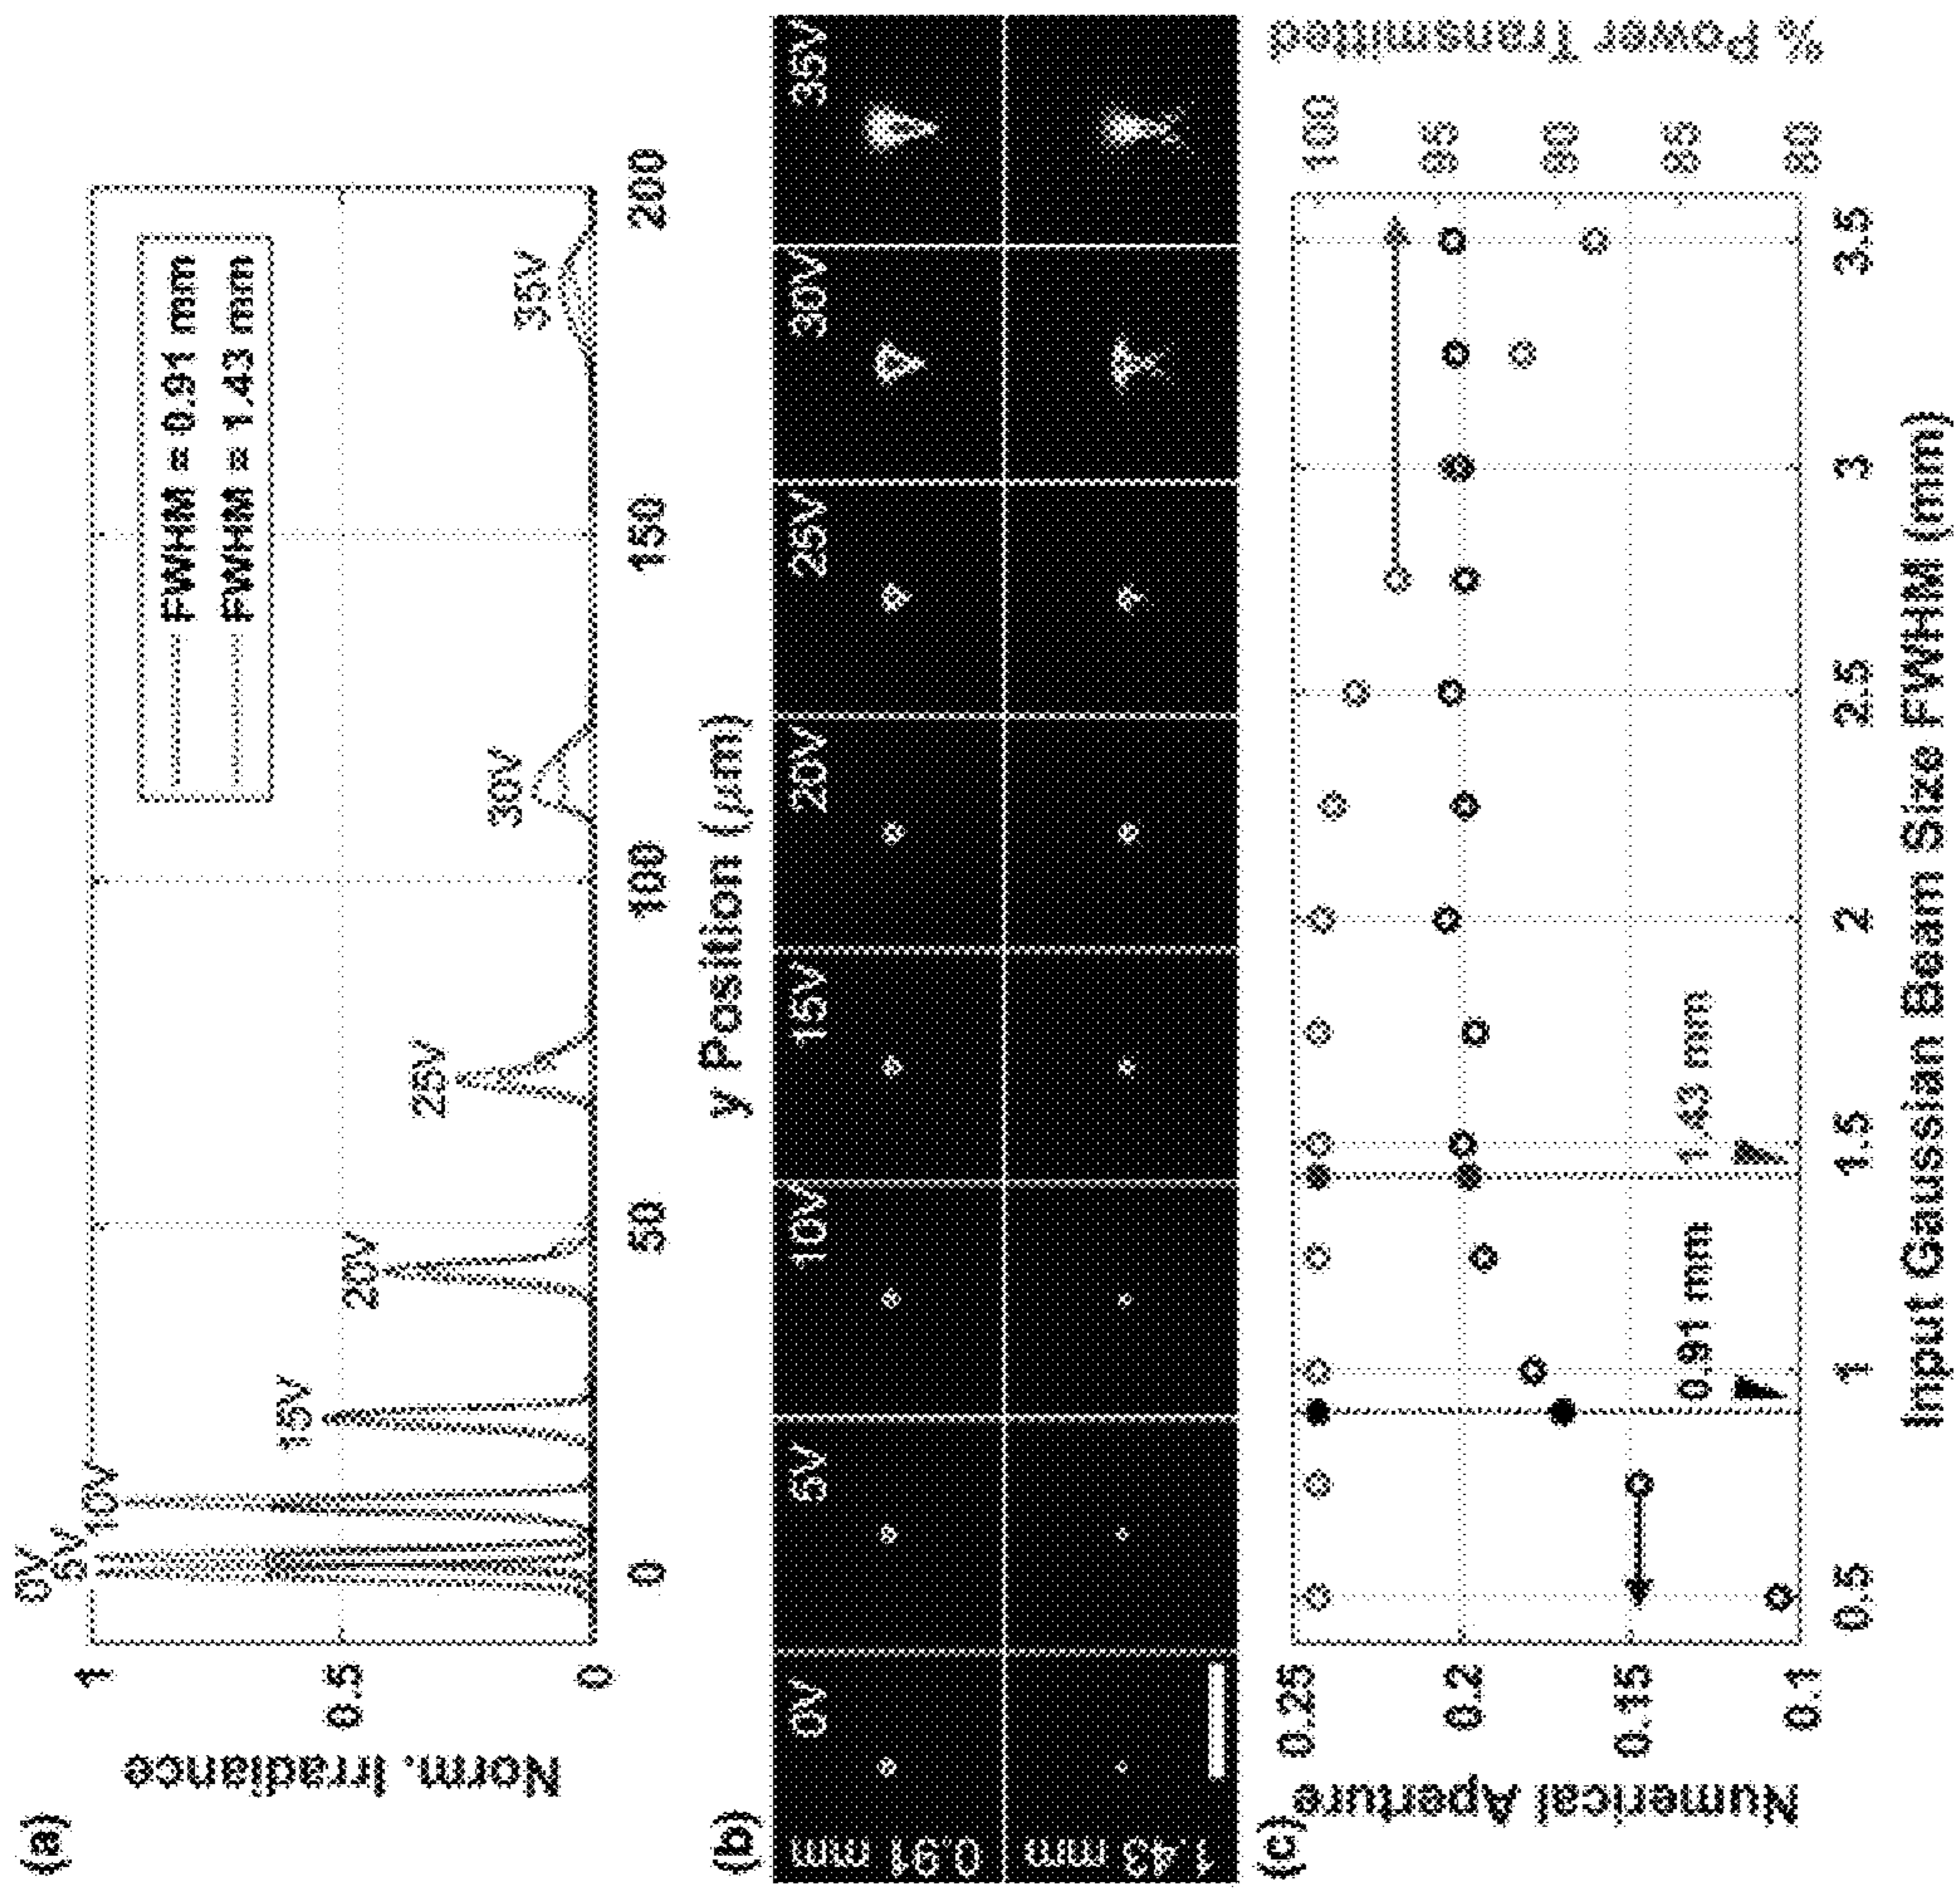 (a)
Norm. Irradiance
1
0.5
0
0V
5V
10V
15V
20V
25V
30V
35V
FWHM = 0.91 mm
FWHM = 1.43 mm
0
50
100
150
200
y Position (μm)
(b)
0.91 mm
1.43 mm
0V
5V
10V
15V
20V
25V
30V
35V
(c)
Numerical Aperture
0.25
0.2
0.15
0.1
0.91 mm
1.43 mm
% Power Transmitted
100
95
90
85
80
0.5
1
1.5
2
2.5
3
3.5
Input Gaussian Beam Size FWHM (mm)